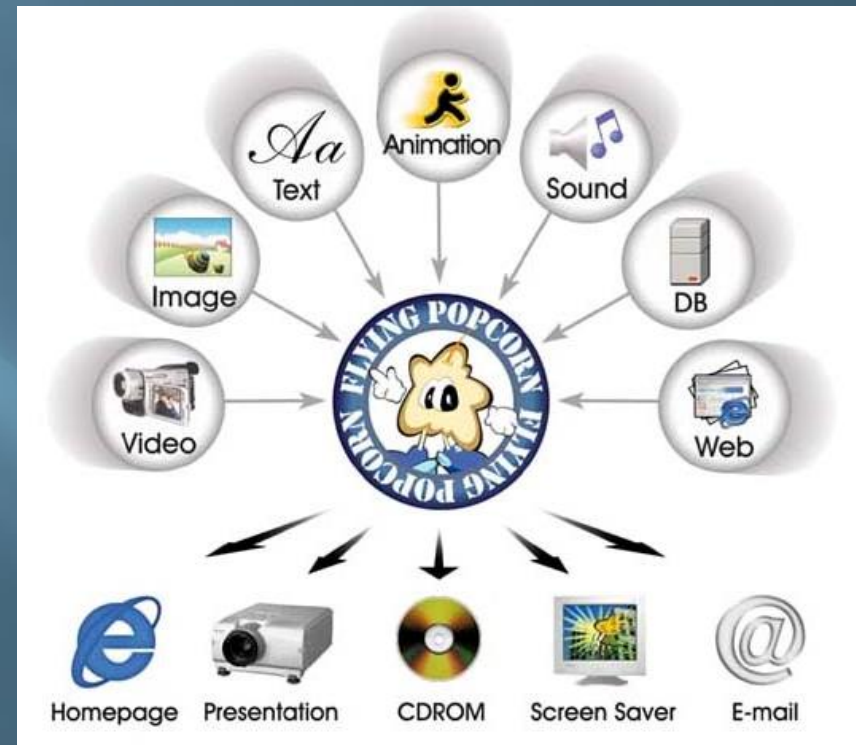 Animation
Aa
Text
Sound
Image
DB
Video
Web
FLYING POPCORN
FLYING POPCORN
Homepage
Presentation
CDROM
Screen Saver
E-mail
@